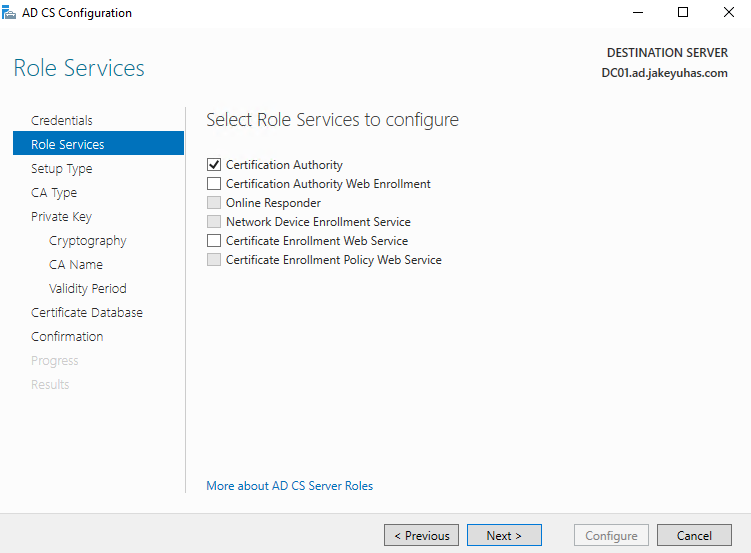 AD CS Configuration
DESTINATION SERVER
DC01.ad.jakeyuhas.com
Role Services
Credentials
Role Services
Setup Type
CA Type
Private Key
Cryptography
CA Name
Validity Period
Certificate Database
Confirmation
Progress
Results
Select Role Services to configure
Certification Authority
Certification Authority Web Enrollment
Online Responder
Network Device Enrollment Service
Certificate Enrollment Web Service
Certificate Enrollment Policy Web Service
More about AD CS Server Roles
< Previous
Next >
Configure
Cancel